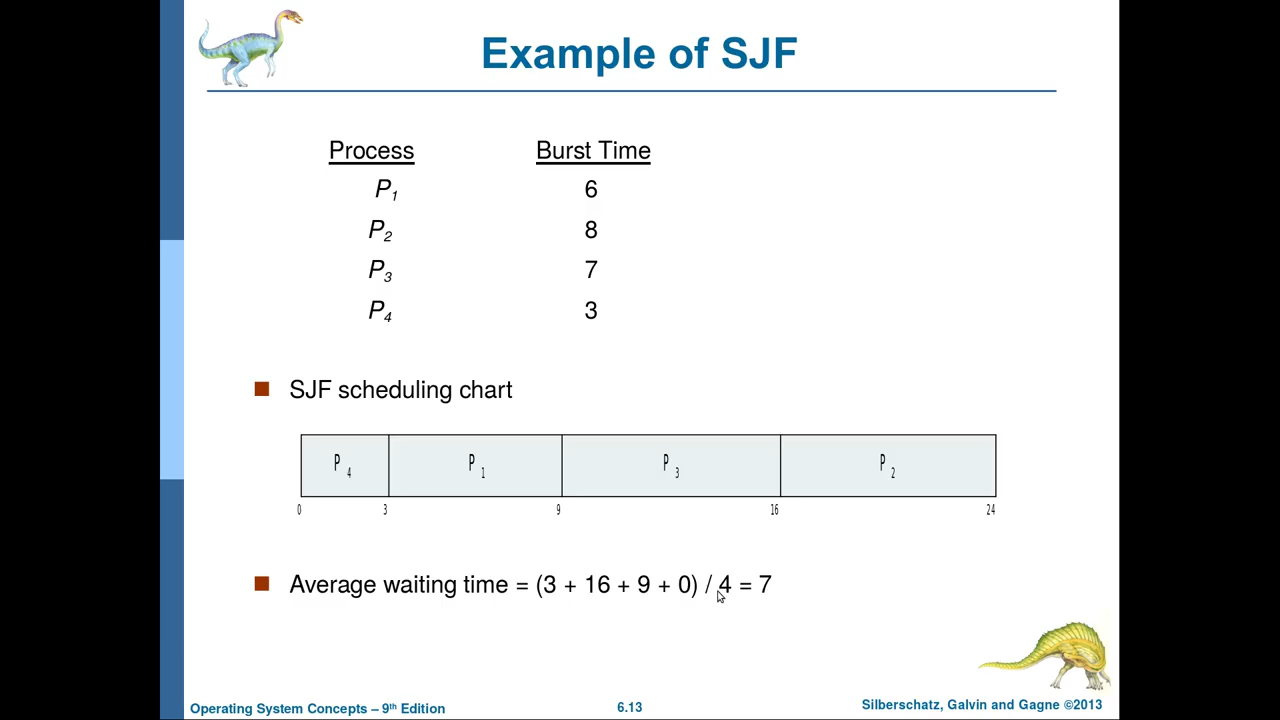 Example of SJF
Process Burst Time
P1 6
P2 8
P3 7
P4 3
SJF scheduling chart
P4 P1 P3 P2
0 3 9 16 24
Average waiting time = (3 + 16 + 9 + 0) / 4 = 7
Operating System Concepts – 9th Edition 6.13 Silberschatz, Galvin and Gagne ©2013